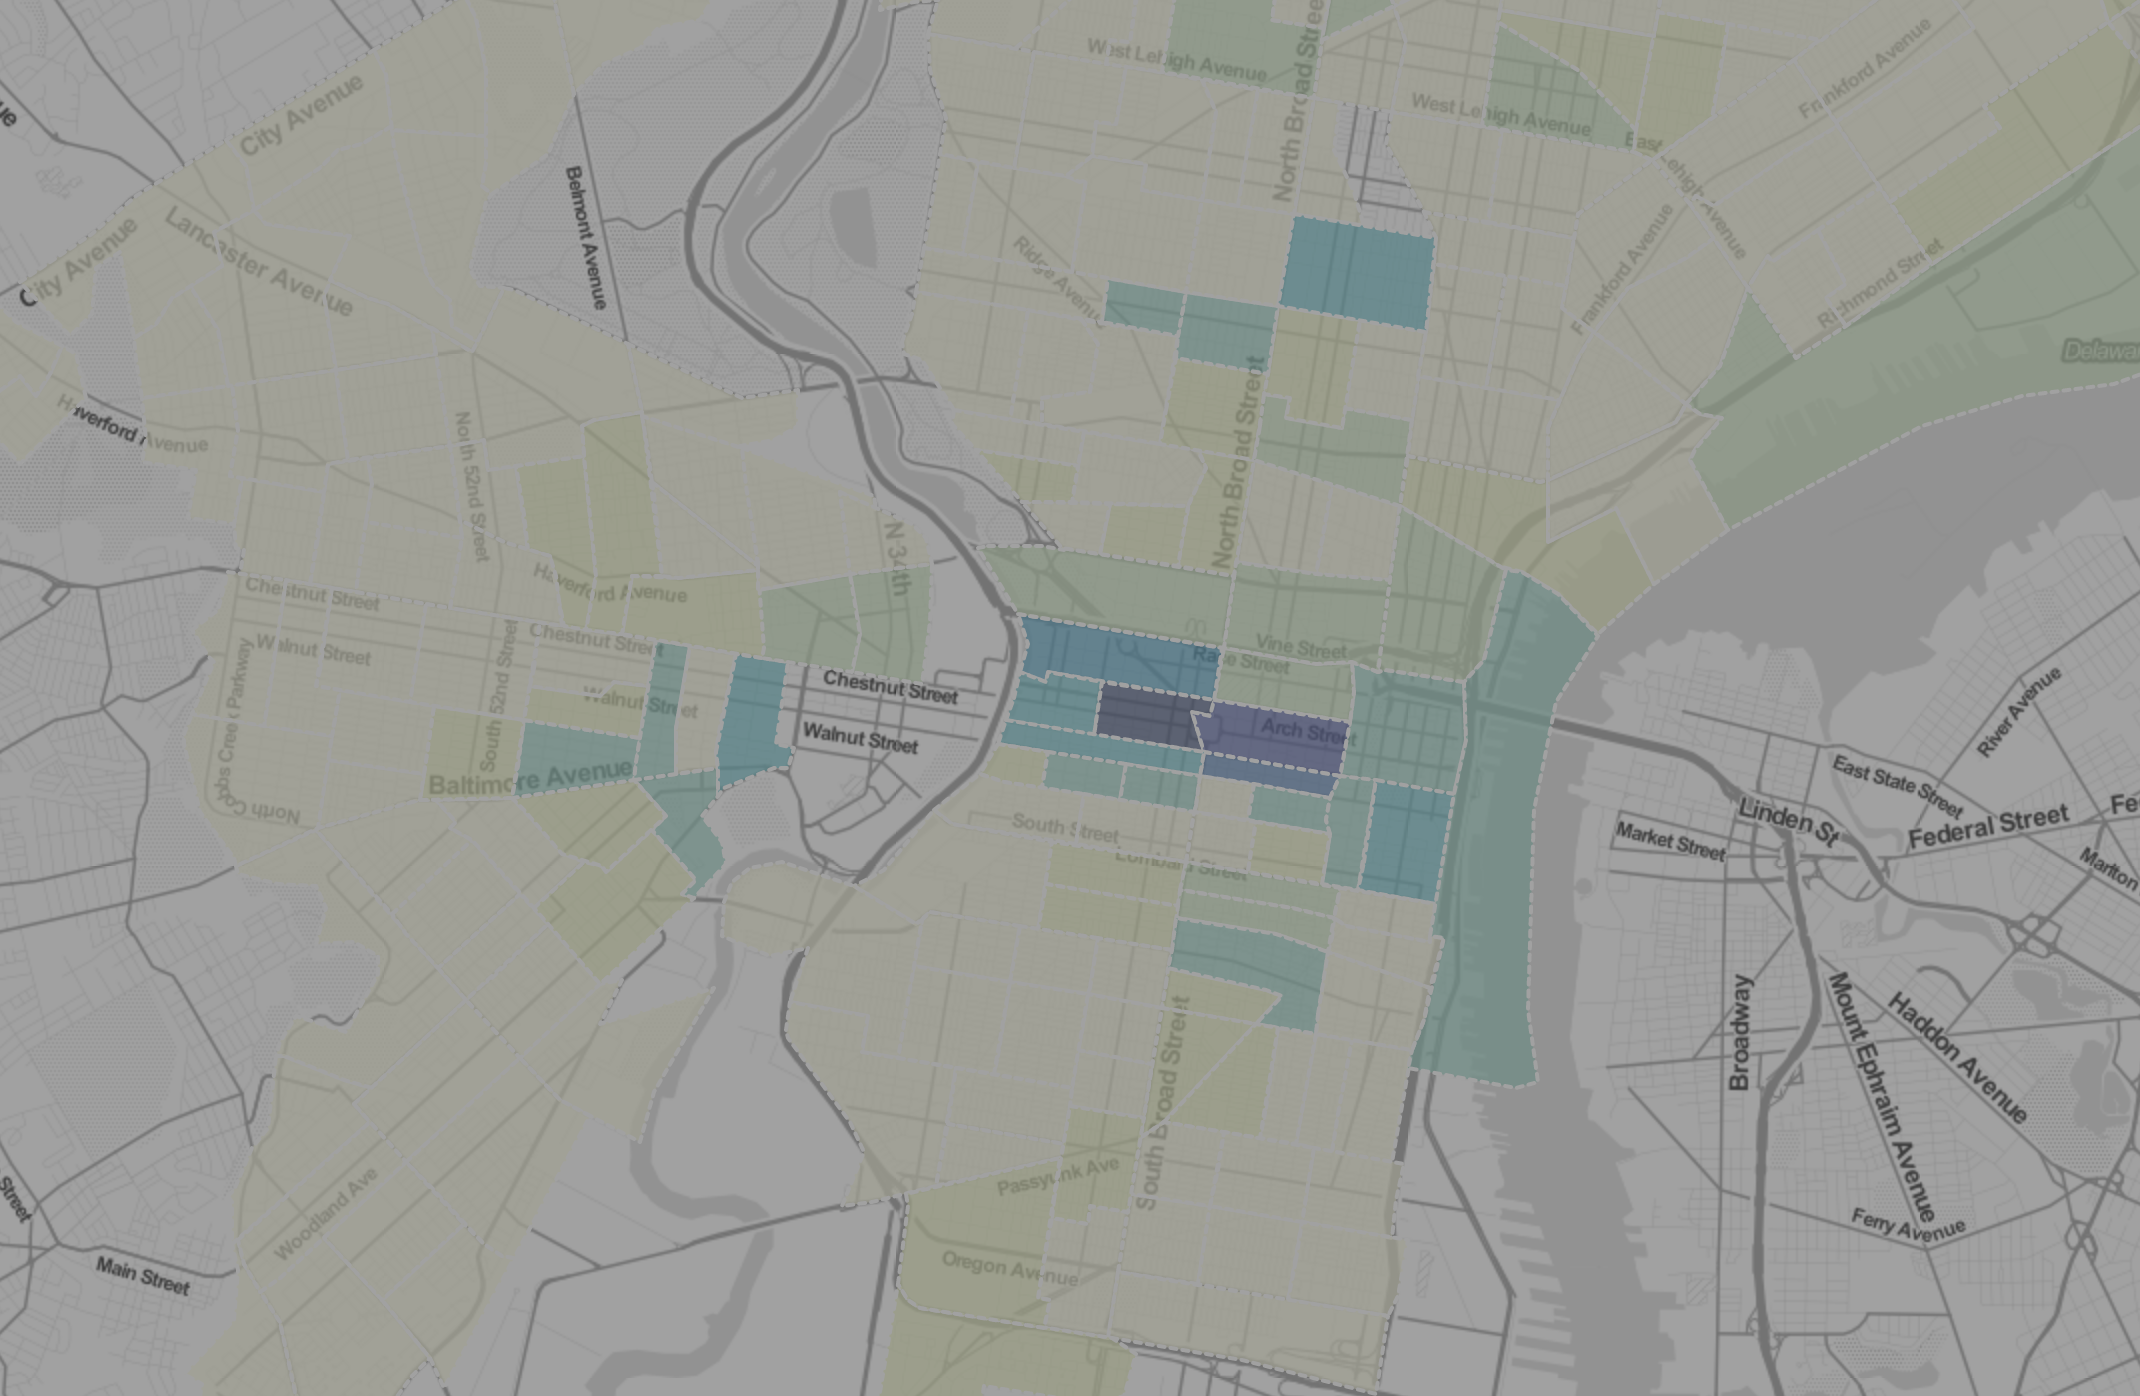 West Lehigh Avenue
City Avenue
North Broad Street
West Lehigh Avenue
Frankford Avenue
East Lehigh Avenue
Belmont Avenue
City Avenue
Lancaster Avenue
Ridge Avenue
Frankford Avenue
Richmond Street
Delawa
Haverford Avenue
North 52nd Street
North Broad Street
N 34th
Haverford Avenue
Chestnut Street
Walnut Street
Chestnut Street
South 52nd Street
Walnut Street
Vine Street
Race Street
Chestnut Street
Walnut Street
Arch Street
Baltimore Avenue
Cobbs Creek Parkway
North Co
South Street
Lombard Street
River Avenue
East State Street
Linden St
Market Street
Federal Street
Fe
Marlton
Broadway
Mount Ephraim Avenue
Haddon Avenue
South Broad Street
Passyunk Ave
Woodland Ave
Oregon Avenue
Main Street
Street
Ferry Avenue
ue